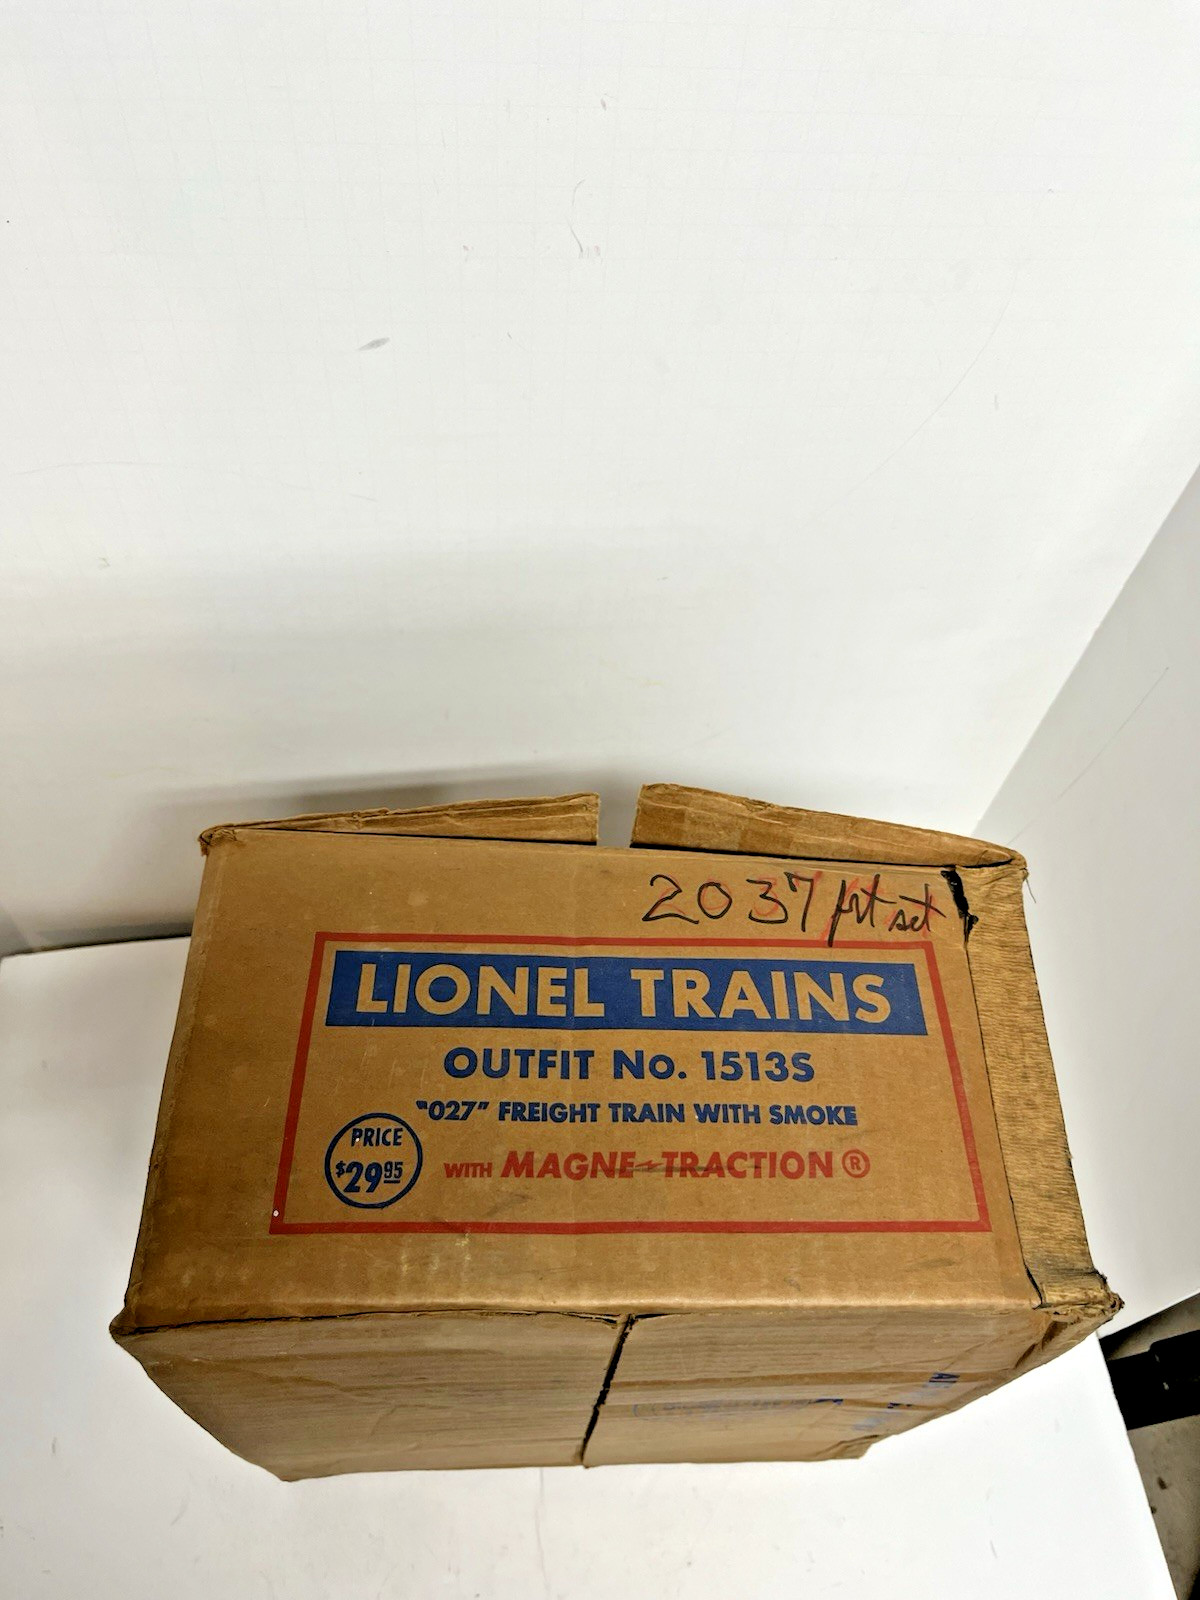 2037 frt set
LIONEL TRAINS
OUTFIT No. 1513S
"027" FREIGHT TRAIN WITH SMOKE
PRICE
$29.95
WITH MAGNE-TRACTION ®